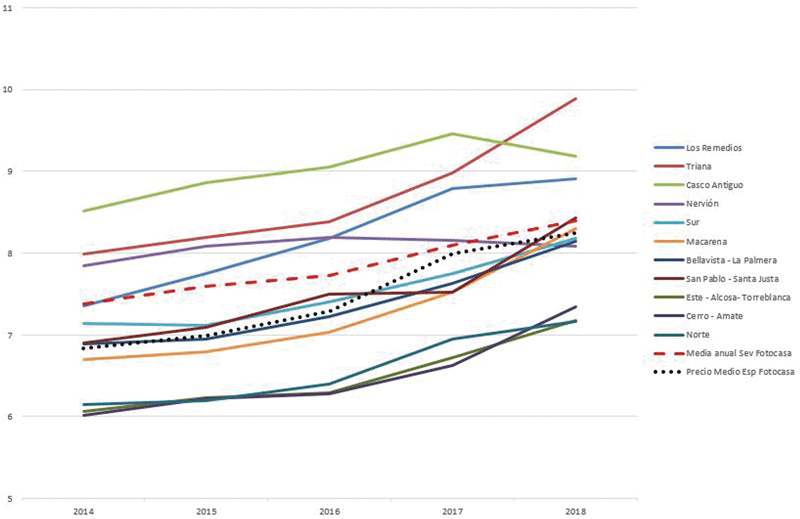 11
10
9
8
7
6
5
2014 2015 2016 2017 2018
Los Remedios
Triana
Casco Antiguo
Nervión
Sur
Macarena
Bellavista - La Palmera
San Pablo - Santa Justa
Este - Alcosa- Torreblanca
Cerro - Amate
Norte
Media anual Sev Fotocasa
Precio Medio Esp Fotocasa